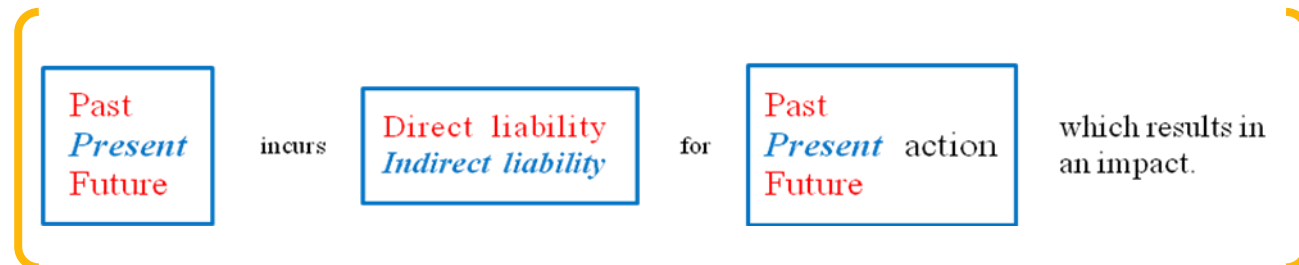 Past
Present
Future
incurs
Direct liability
Indirect liability
for
Past
Present action
Future
which results in
an impact.